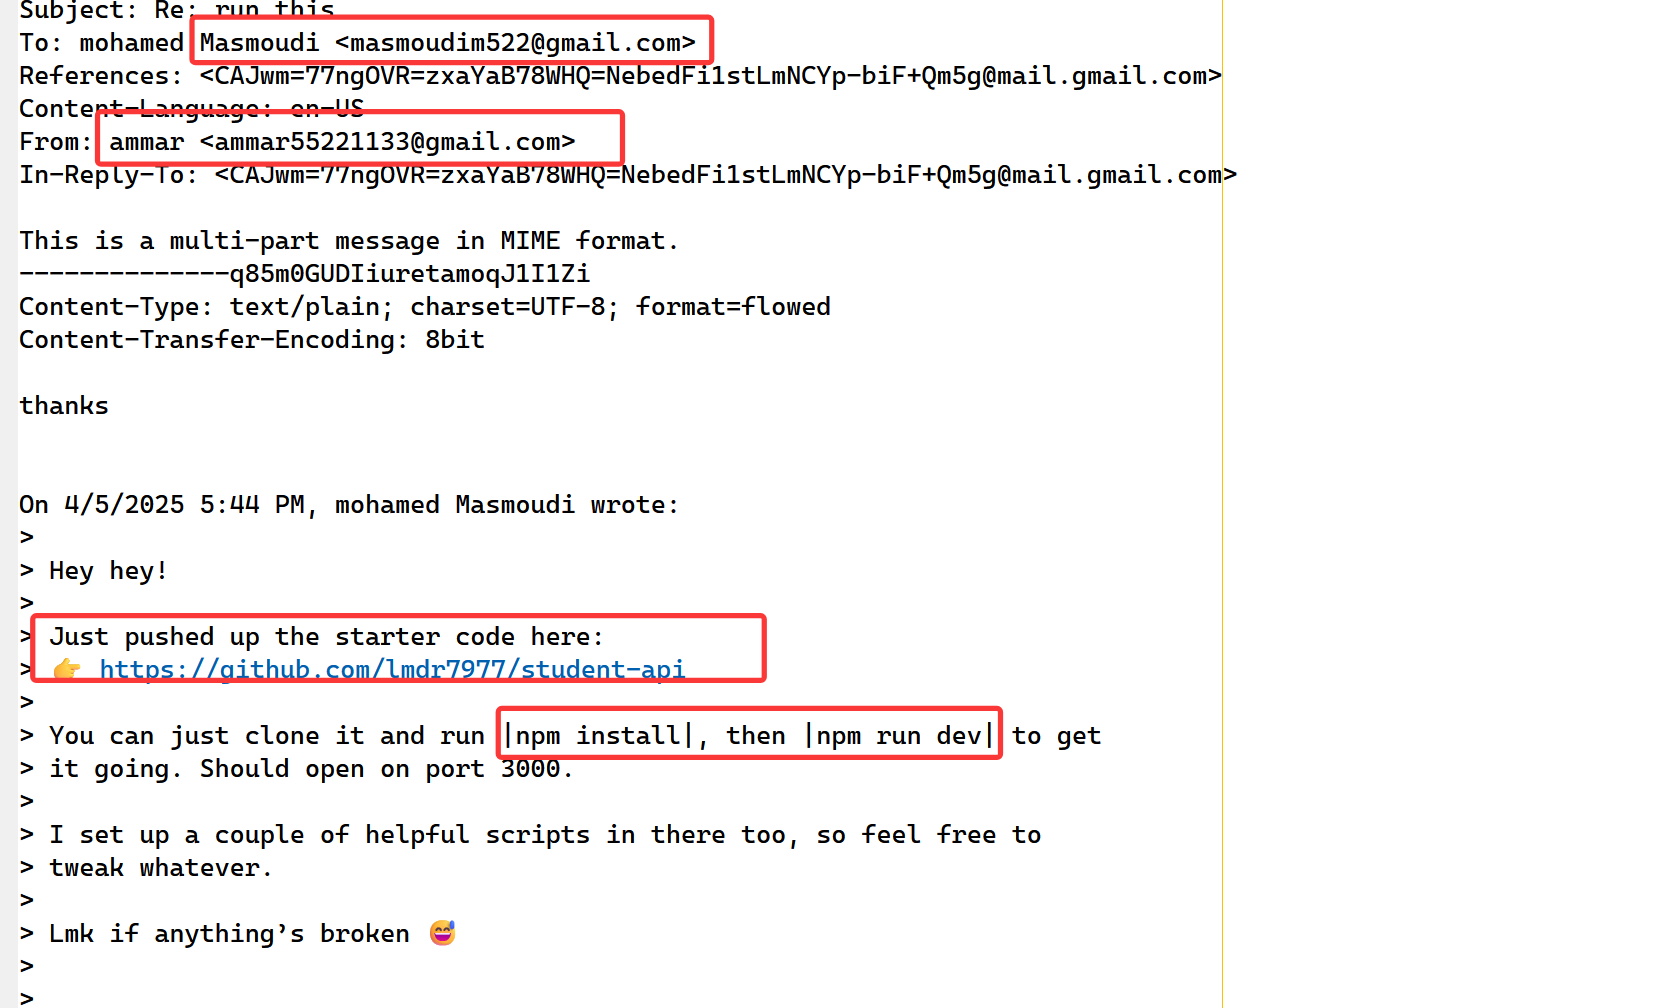 Subject: Re: run this
To: mohamed Masmoudi <masmoudim522@gmail.com>
References: <CAJwm=77ngOVR=zxaYaB78WHQ=NebedFi1stLmNCYp-biF+Qm5g@mail.gmail.com>
Content-Language: en-US
From: ammar <ammar55221133@gmail.com>
In-Reply-To: <CAJwm=77ngOVR=zxaYaB78WHQ=NebedFi1stLmNCYp-biF+Qm5g@mail.gmail.com>
This is a multi-part message in MIME format.
--------------q85m0GUDIiuretamoqJ1I1Zi
Content-Type: text/plain; charset=UTF-8; format=flowed
Content-Transfer-Encoding: 8bit
thanks
On 4/5/2025 5:44 PM, mohamed Masmoudi wrote:
>
> Hey hey!
>
> Just pushed up the starter code here:
> 👉 https://github.com/lmdr7977/student-api
>
> You can just clone it and run |npm install|, then |npm run dev| to get
> it going. Should open on port 3000.
>
> I set up a couple of helpful scripts in there too, so feel free to
> tweak whatever.
>
> Lmk if anything’s broken 😅
>
>